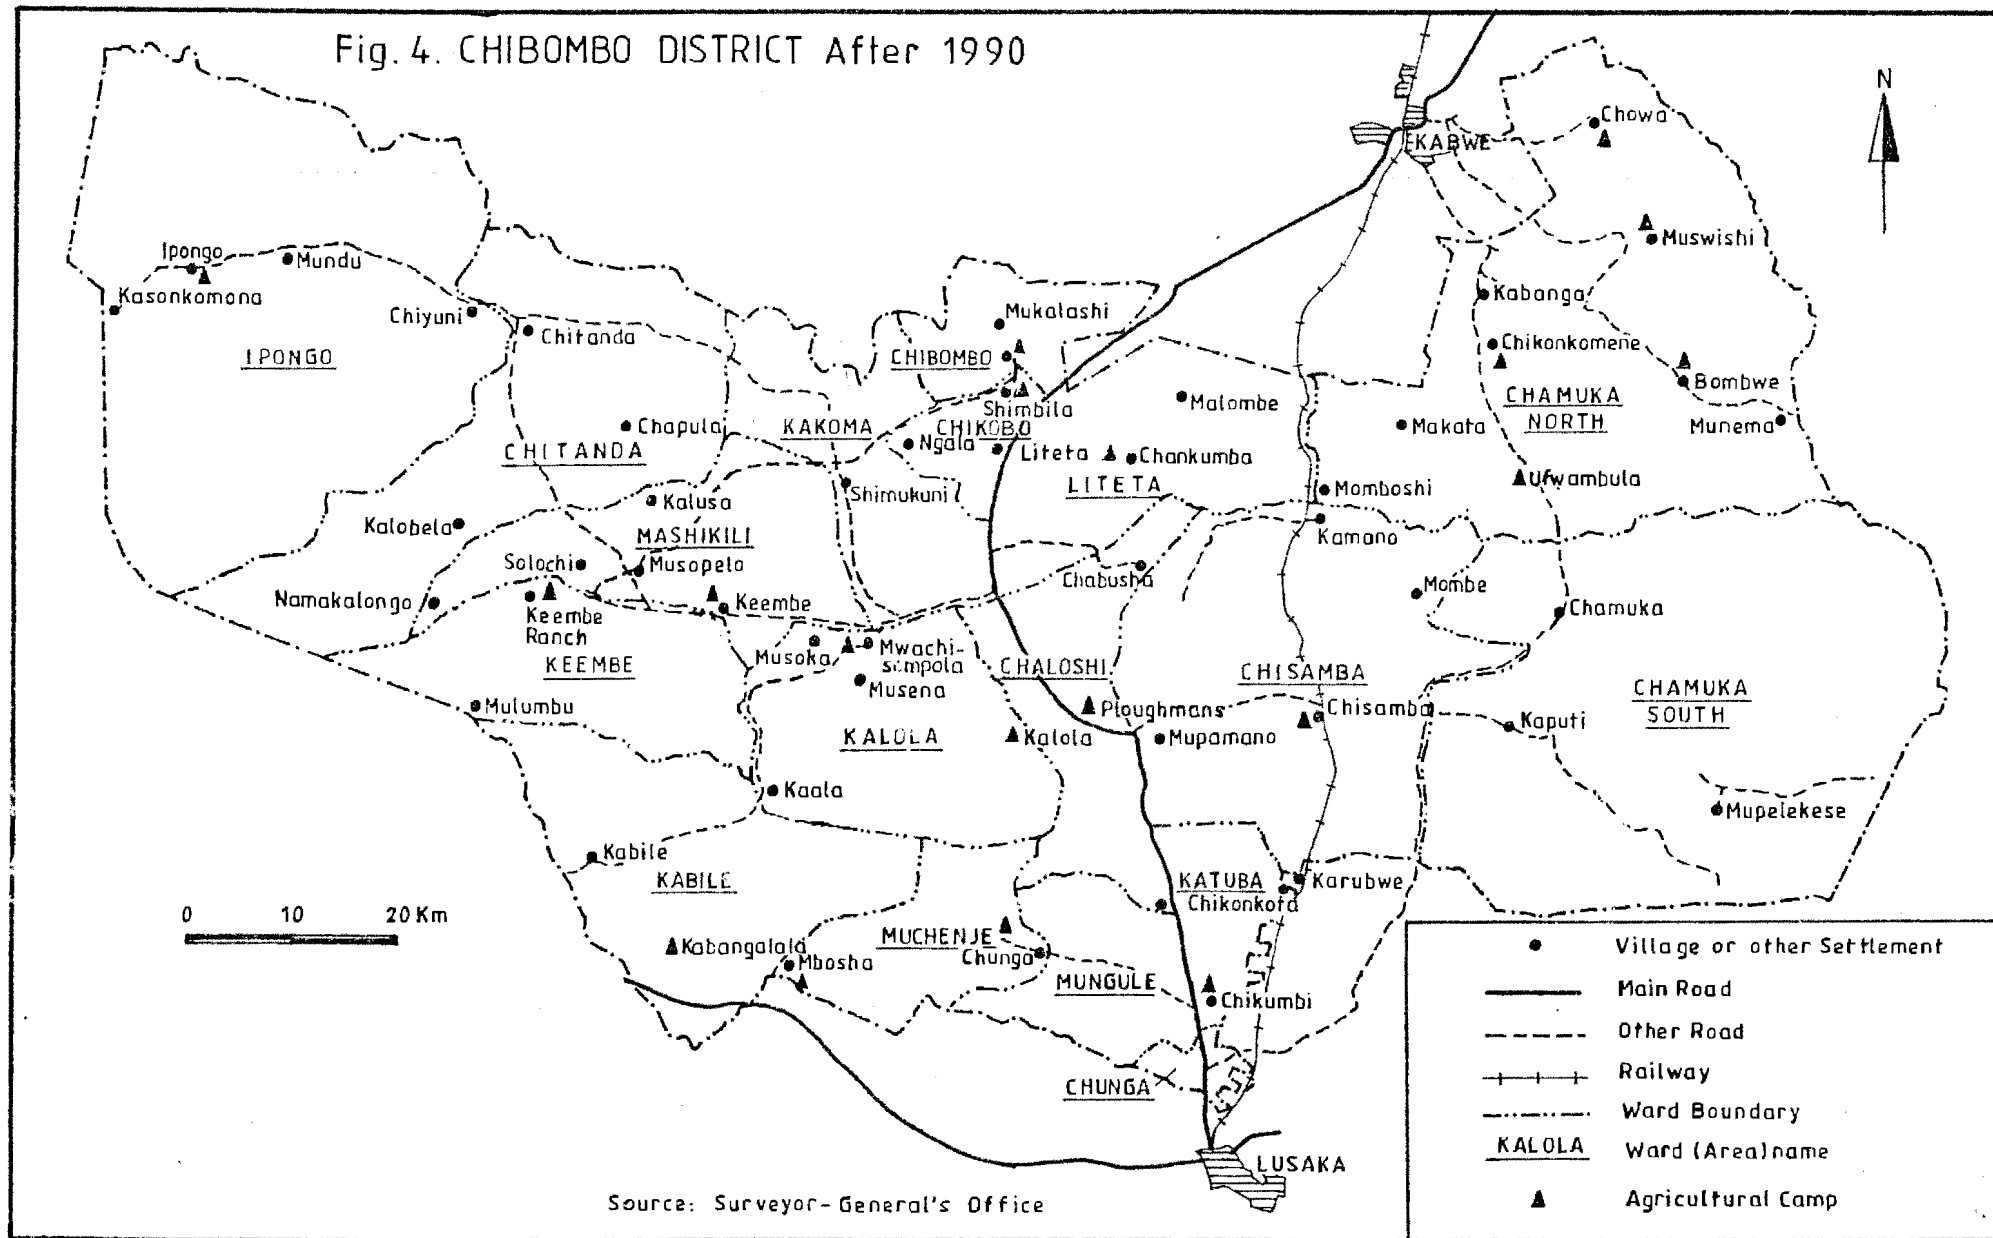 Fig. 4. CHIBOMBO DISTRICT After 1990
N
KABWE
Chowa
Muswishi
Ipongo
Mundu
Kasonkomona
Chiyuni
Chitanda
IPONGO
Mukalashi
CHIBOMBO
Shimbila
Kabanga
Chikonkomene
Bombwe
CHAMUKA
NORTH
Munema
Malombe
Makata
Chapula
KAKOMA
CHIKOBO
Ngala
CHITANDA
Liteta
Chankumba
LITETA
Ufwambula
Kalusa
Shimukuni
Momboshi
Kalobela
MASHIKILI
Kamano
Solochi
Musopelo
Chabusha
Mombe
Namakalongo
Keembe
Ranch
Keembe
Chamuka
KEEMBE
Musoka
Mwachi-
sompola
Musena
CHALOSHI
CHISAMBA
CHAMUKA
SOUTH
Mulumbu
Ploughmans
Chisamba
Kaputi
KALOLA
Kalola
Mupamano
Kaala
Mupelekese
Kabile
KABILE
KATUBA
Karubwe
Chikonkota
0 10 20 Km
Kabangalala
Mbosha
MUCHENJE
Chunga
MUNGULE
Chikumbi
CHUNGA
LUSAKA
Source: Surveyor-General's Office
Village or other Settlement
Main Road
Other Road
Railway
Ward Boundary
KALOLA Ward (Area) name
Agricultural Camp